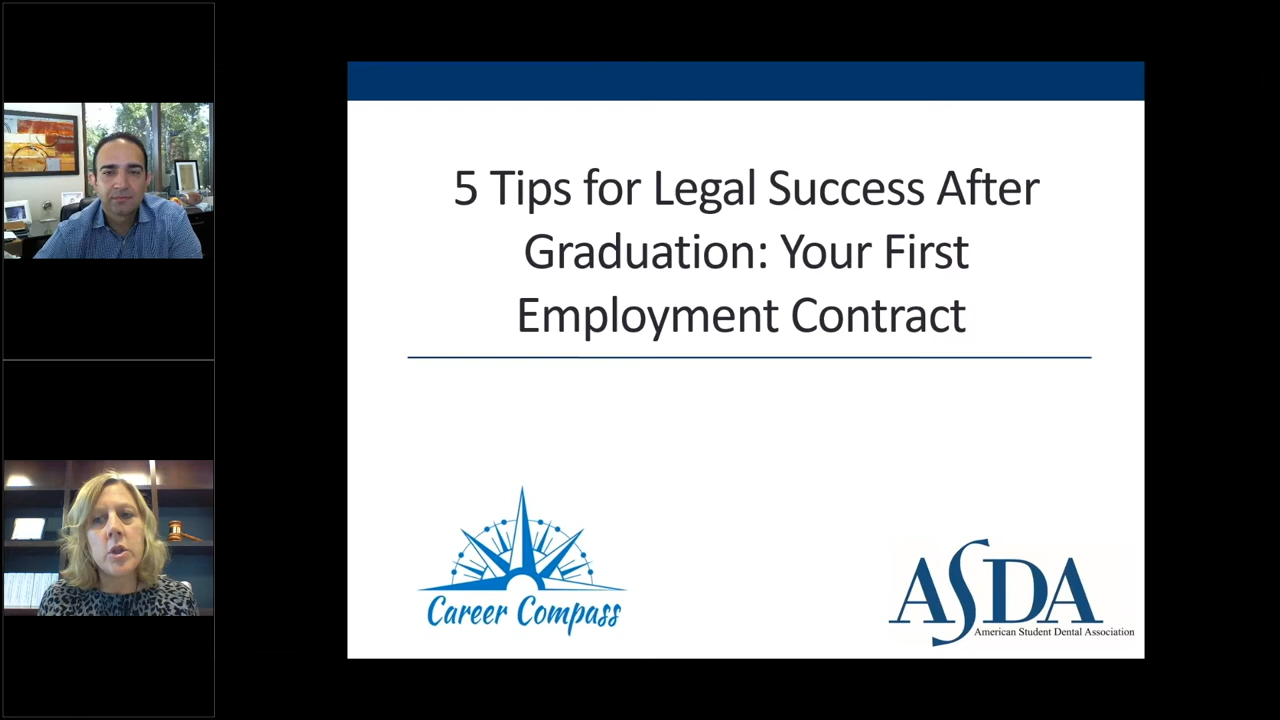 5 Tips for Legal Success After
Graduation: Your First
Employment Contract
Career Compass
ASDA
American Student Dental Association